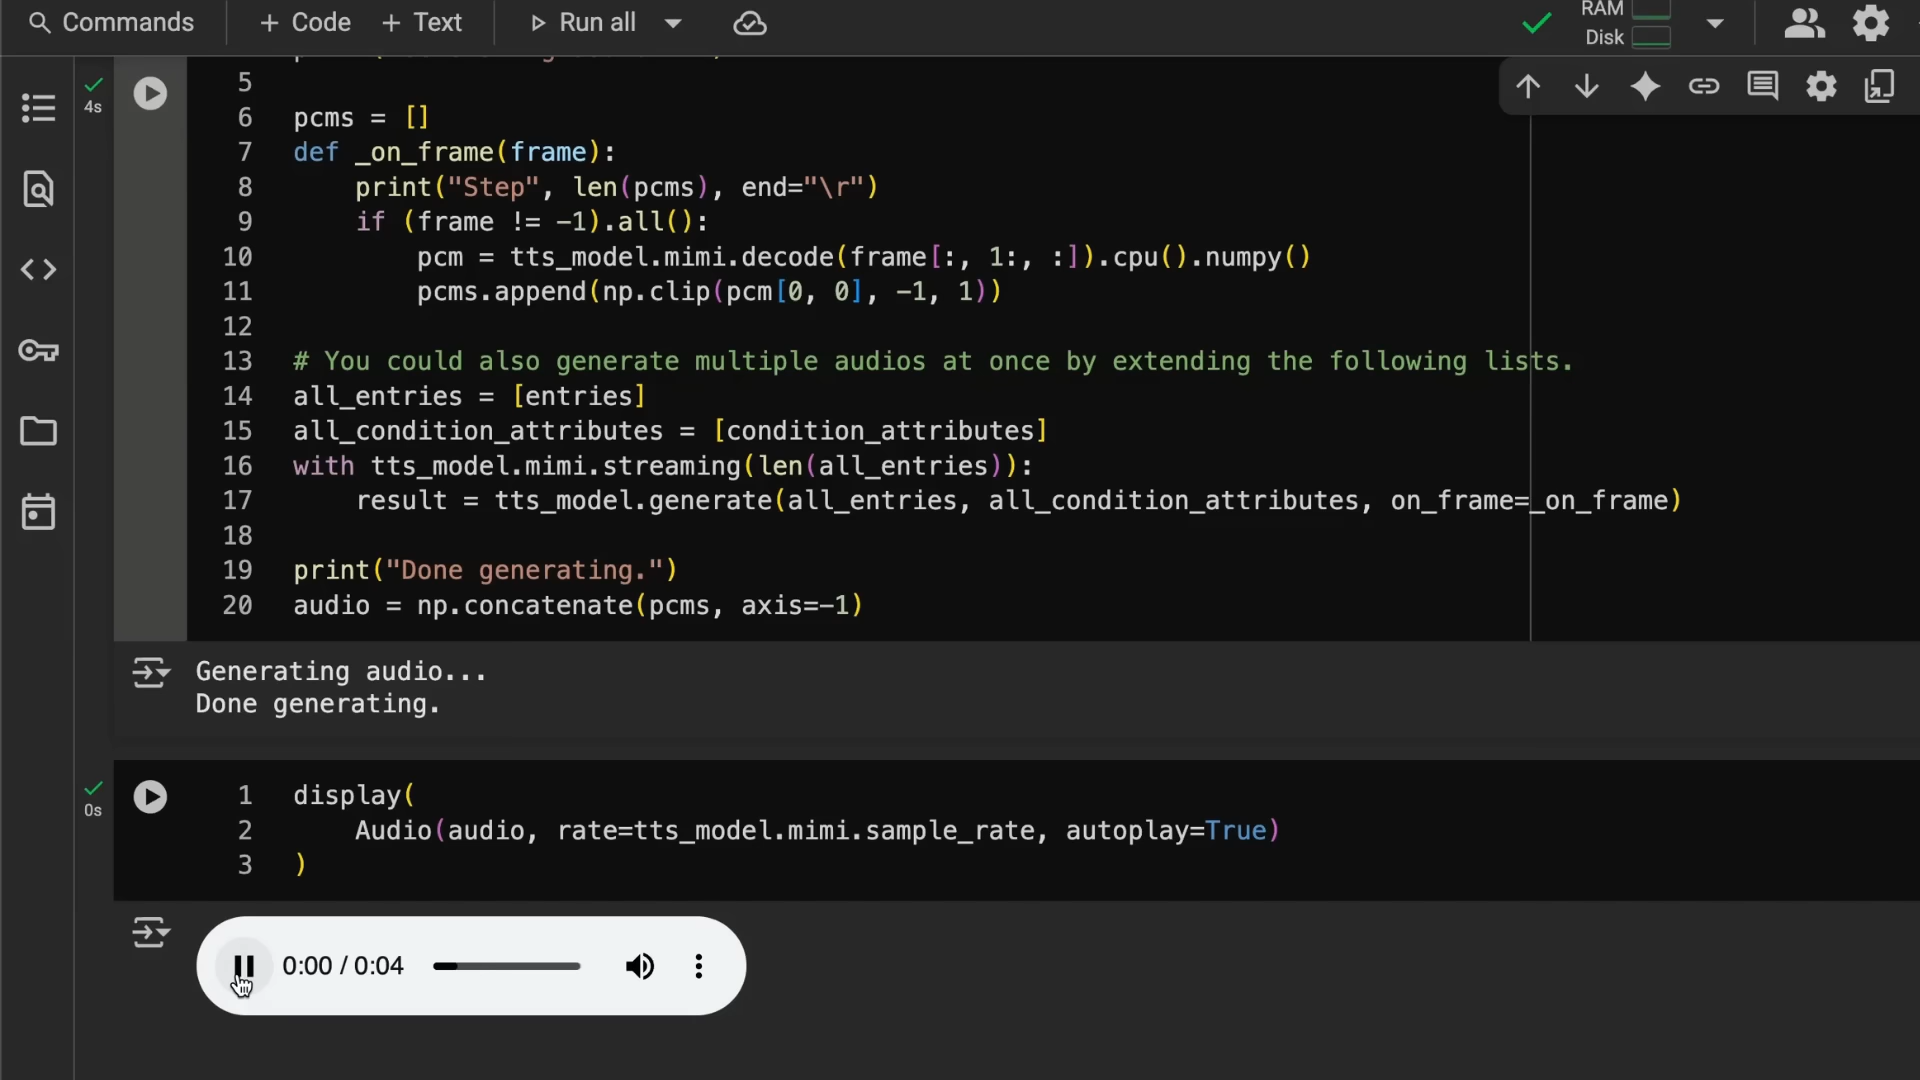 Commands + Code + Text Run all RAM
Disk
4s
5
6 pcms = []
7 def _on_frame(frame):
8 print("Step", len(pcms), end="\r")
9 if (frame != -1).all():
10 pcm = tts_model.mimi.decode(frame[:, 1:, :]).cpu().numpy()
11 pcms.append(np.clip(pcm[0, 0], -1, 1))
12
13 # You could also generate multiple audios at once by extending the following lists.
14 all_entries = [entries]
15 all_condition_attributes = [condition_attributes]
16 with tts_model.mimi.streaming(len(all_entries)):
17 result = tts_model.generate(all_entries, all_condition_attributes, on_frame=_on_frame)
18
19 print("Done generating.")
20 audio = np.concatenate(pcms, axis=-1)
Generating audio...
Done generating.
0s
1 display(
2 Audio(audio, rate=tts_model.mimi.sample_rate, autoplay=True)
3 )
0:00 / 0:04